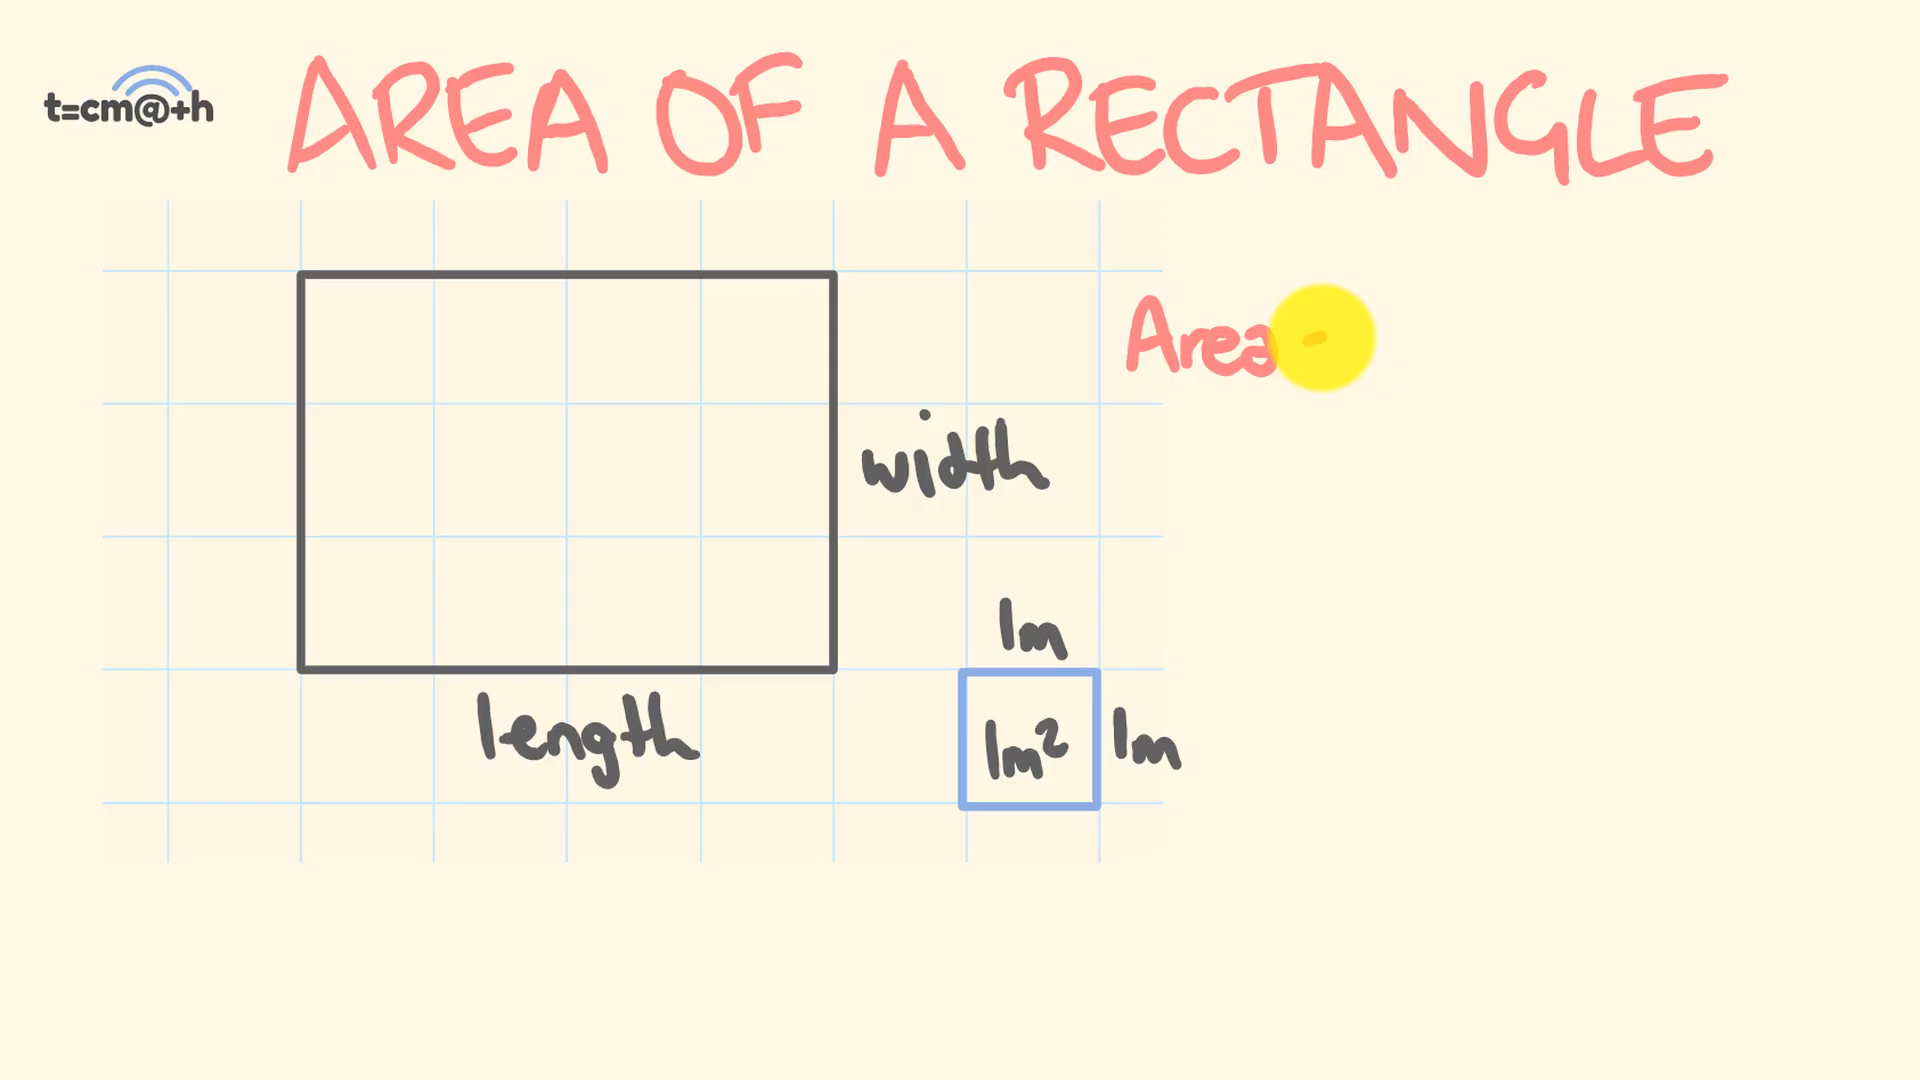 t=cm@+h
AREA OF A RECTANGLE
Area -
width
1m
length
1m²
1m